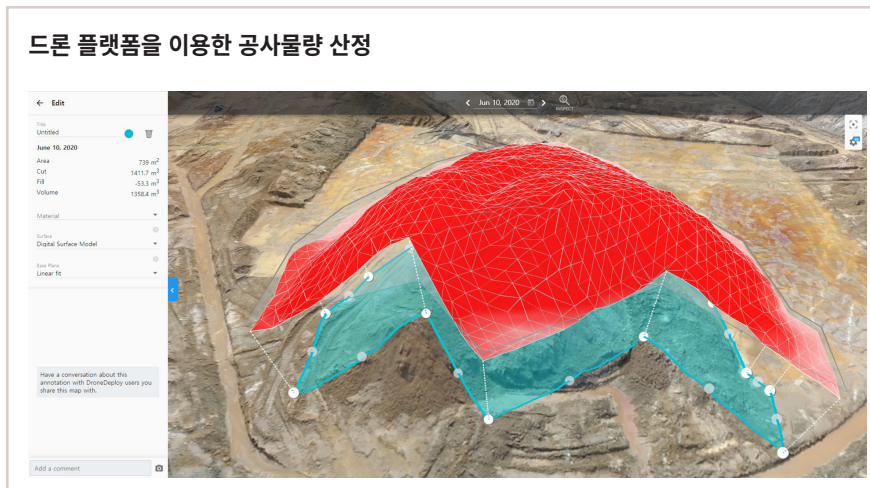 드론 플랫폼을 이용한 공사물량 산정
← Edit
Title
Untitled
June 10, 2020
Area 739 m²
Cut 1411.7 m³
Fill -53.3 m³
Volume 1358.4 m³
Material
Surface
Digital Surface Model
Base Plane
Linear fit
Have a conversation about this
annotation with DroneDeploy users you
share this map with.
Add a comment
Jun 10, 2020
INSPECT